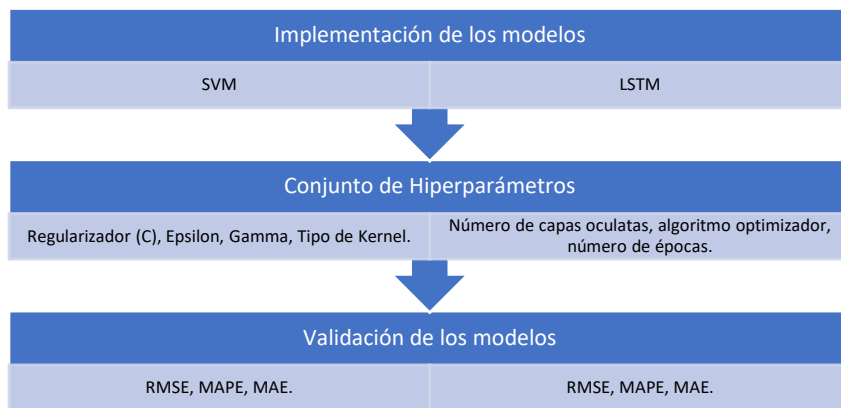 Implementación de los modelos
SVM
LSTM
Conjunto de Hiperparámetros
Regularizador (C), Epsilon, Gamma, Tipo de Kernel.
Número de capas oculatas, algoritmo optimizador,
número de épocas.
Validación de los modelos
RMSE, MAPE, MAE.
RMSE, MAPE, MAE.